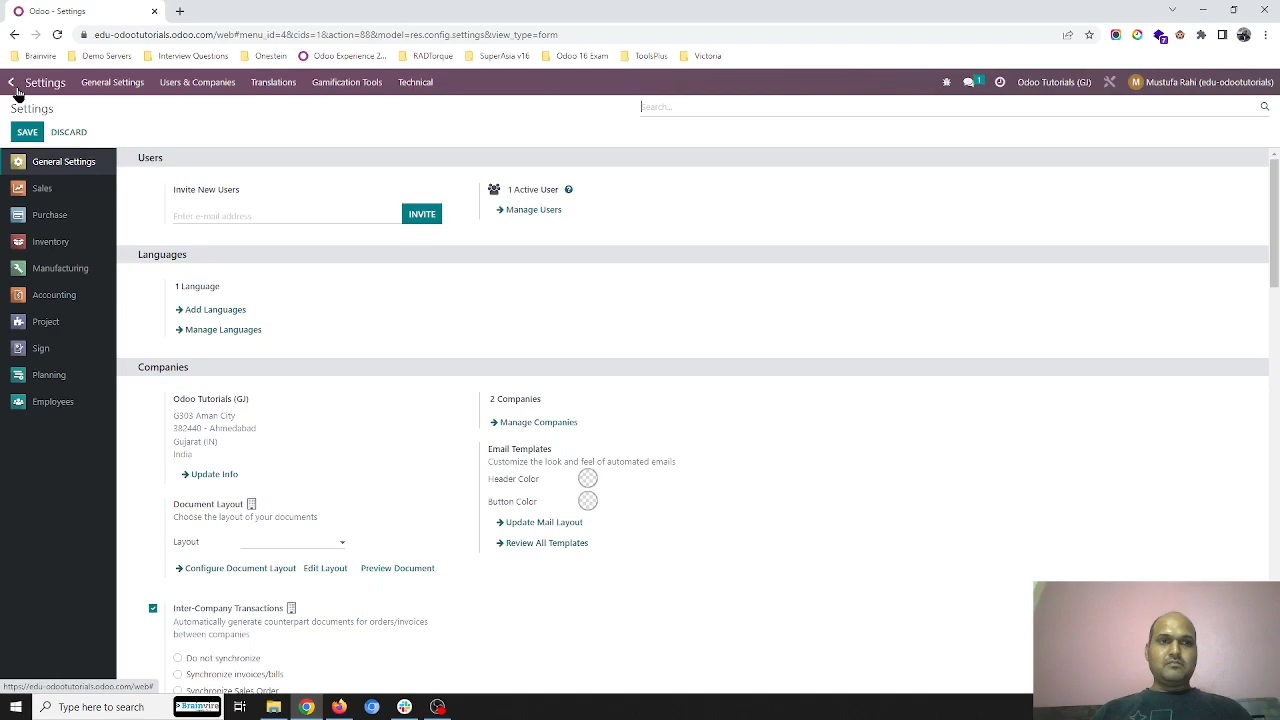 Odoo - Settings
edu-odootutorials.odoo.com/web#menu_id=4&cids=1&action=88&model=res.config.settings&view_type=form
Brainvire
Demo Servers
Interview Questions
Onestein
Odoo Experience 2...
RADTorque
SuperAsia v16
Odoo 16 Exam
ToolsPlus
Victoria
Settings
General Settings
Users & Companies
Translations
Gamification Tools
Technical
1
Odoo Tutorials (GJ)
M
Mustufa Rahi (edu-odootutorials)
Settings
Search...
SAVE
DISCARD
General Settings
Sales
Purchase
Inventory
Manufacturing
Accounting
Project
Sign
Planning
Employees
Users
Invite New Users
Enter e-mail address
INVITE
1 Active User
Manage Users
Languages
1 Language
Add Languages
Manage Languages
Companies
Odoo Tutorials (GJ)
G303 Aman City
382440 - Ahmedabad
Gujarat (IN)
India
Update Info
2 Companies
Manage Companies
Email Templates
Customize the look and feel of automated emails
Header Color
Button Color
Update Mail Layout
Review All Templates
Document Layout
Choose the layout of your documents
Layout
Configure Document Layout
Edit Layout
Preview Document
Inter-Company Transactions
Automatically generate counterpart documents for orders/invoices
between companies
Do not synchronize
Synchronize invoices/bills
Synchronize Sales Order
https://edu-odootutorials.odoo.com/web#
Type here to search
>Brainvire